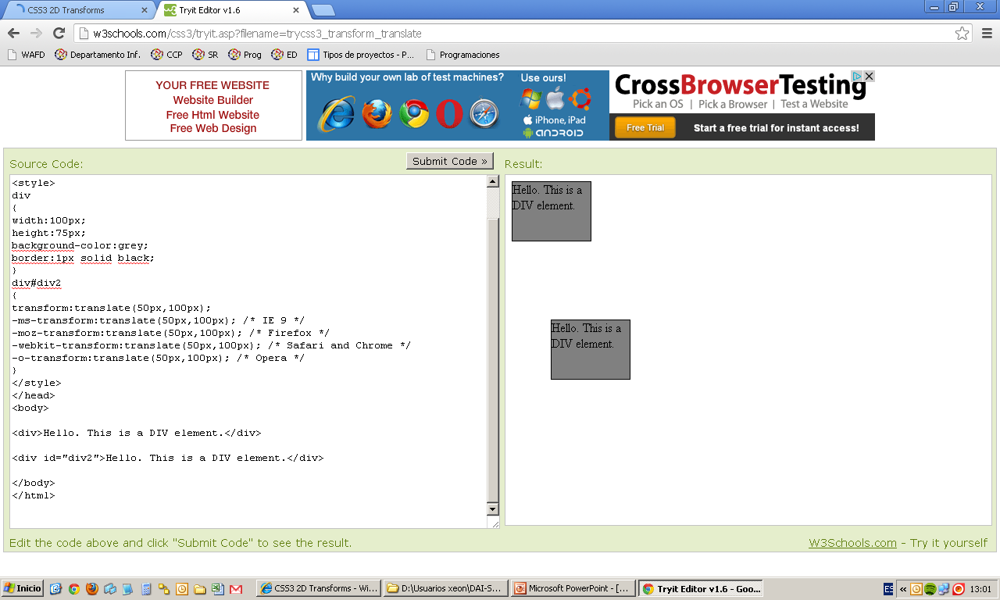 CSS3 2D Transforms
Tryit Editor v1.6
w3schools.com/css3/tryit.asp?filename=trycss3_transform_translate
WAFD
Departamento Inf.
CCP
SR
Prog
ED
Tipos de proyectos - P...
Programaciones
YOUR FREE WEBSITE
Website Builder
Free Html Website
Free Web Design
Why build your own lab of test machines?
Use ours!
iPhone, iPad
ANDROID
CrossBrowserTesting
Pick an OS | Pick a Browser | Test a Website
Free Trial
Start a free trial for instant access!
Source Code:
Submit Code »
Result:
<style>
div
{
width:100px;
height:75px;
background-color:grey;
border:1px solid black;
}
div#div2
{
transform:translate(50px,100px);
-ms-transform:translate(50px,100px); /* IE 9 */
-moz-transform:translate(50px,100px); /* Firefox */
-webkit-transform:translate(50px,100px); /* Safari and Chrome */
-o-transform:translate(50px,100px); /* Opera */
}
</style>
</head>
<body>
<div>Hello. This is a DIV element.</div>
<div id="div2">Hello. This is a DIV element.</div>
</body>
</html>
Hello. This is a
DIV element.
Hello. This is a
DIV element.
Edit the code above and click "Submit Code" to see the result.
W3Schools.com - Try it yourself
Inicio
CSS3 2D Transforms - Wi...
D:\Usuarios xeon\DAI-S...
Microsoft PowerPoint - [...
Tryit Editor v1.6 - Goo...
ES
«
13:01